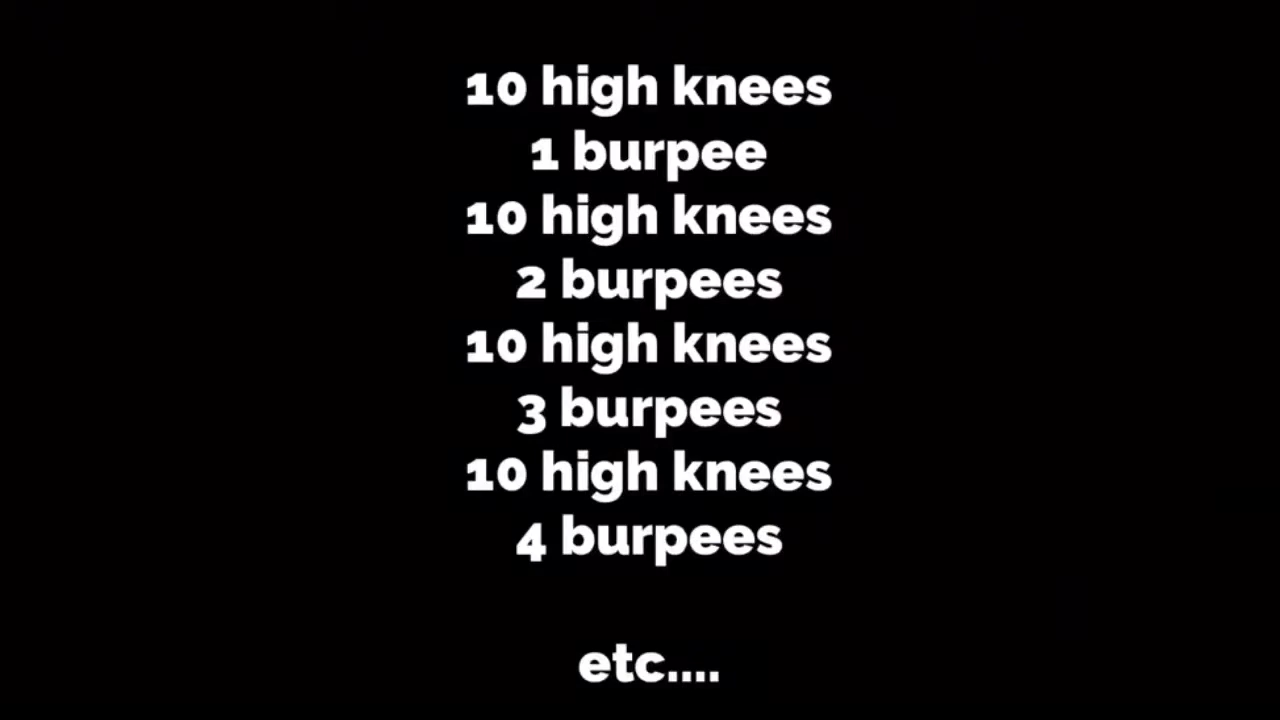 10 high knees
1 burpee
10 high knees
2 burpees
10 high knees
3 burpees
10 high knees
4 burpees
etc....